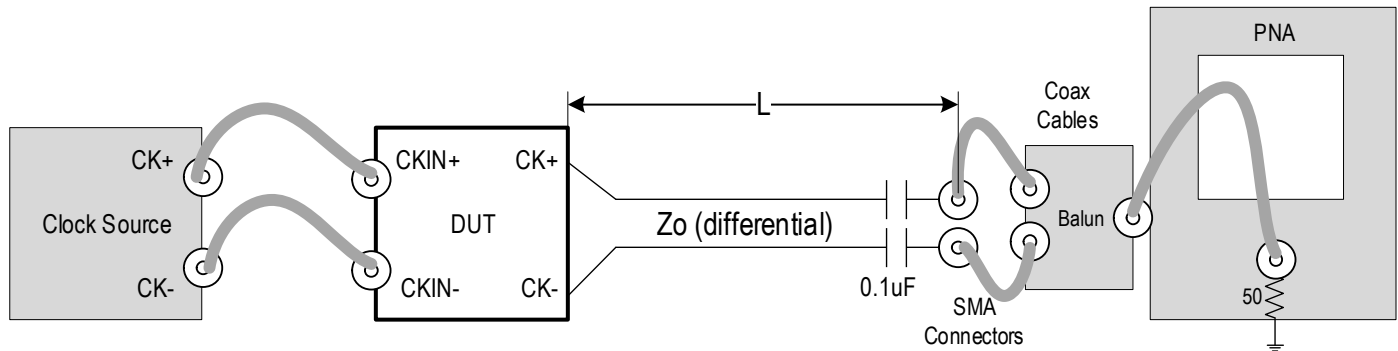 PNA
L
Coax
Cables
CK+
CKIN+
CK+
Clock Source
DUT
Zo (differential)
Balun
CK-
CKIN-
CK-
0.1uF
SMA
Connectors
50